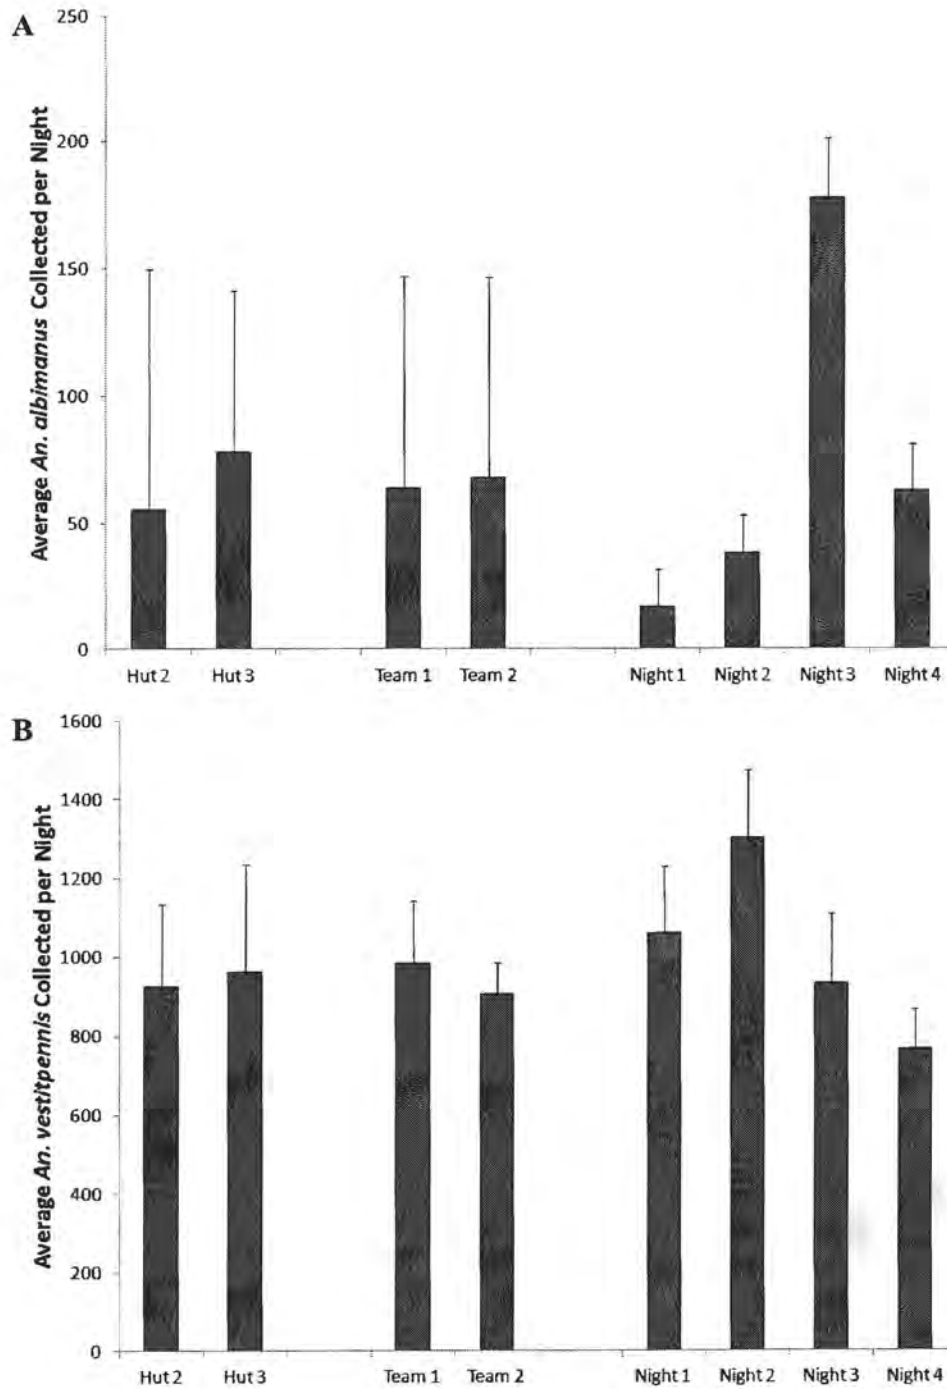 A
Average An. albimanus Collected per Night
250
200
150
100
50
0
Hut 2 Hut 3 Team 1 Team 2 Night 1 Night 2 Night 3 Night 4
B
Average An. vestitpennis Collected per Night
1600
1400
1200
1000
800
600
400
200
0
Hut 2 Hut 3 Team 1 Team 2 Night 1 Night 2 Night 3 Night 4